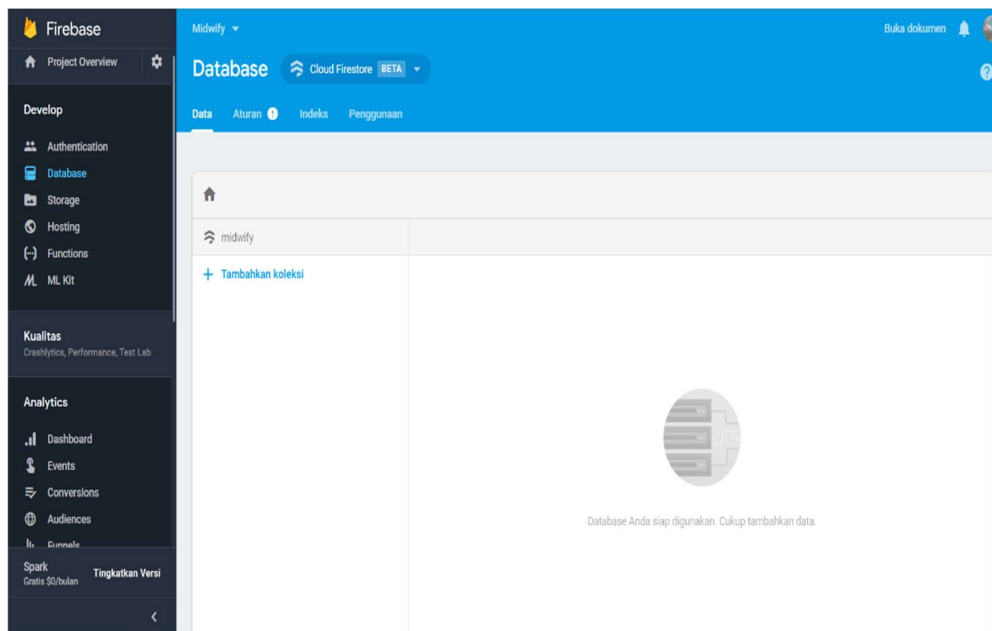 Firebase
Project Overview
Develop
Authentication
Database
Storage
Hosting
Functions
ML Kit
Kualitas
Crashlytics, Performance, Test Lab
Analytics
Dashboard
Events
Conversions
Audiences
Funnels
Spark
Gratis $0/bulan
Tingkatkan Versi
Midwify
Buka dokumen
Database
Cloud Firestore BETA
Data Aturan Indeks Penggunaan
midwify
Tambahkan koleksi
Database Anda siap digunakan. Cukup tambahkan data.